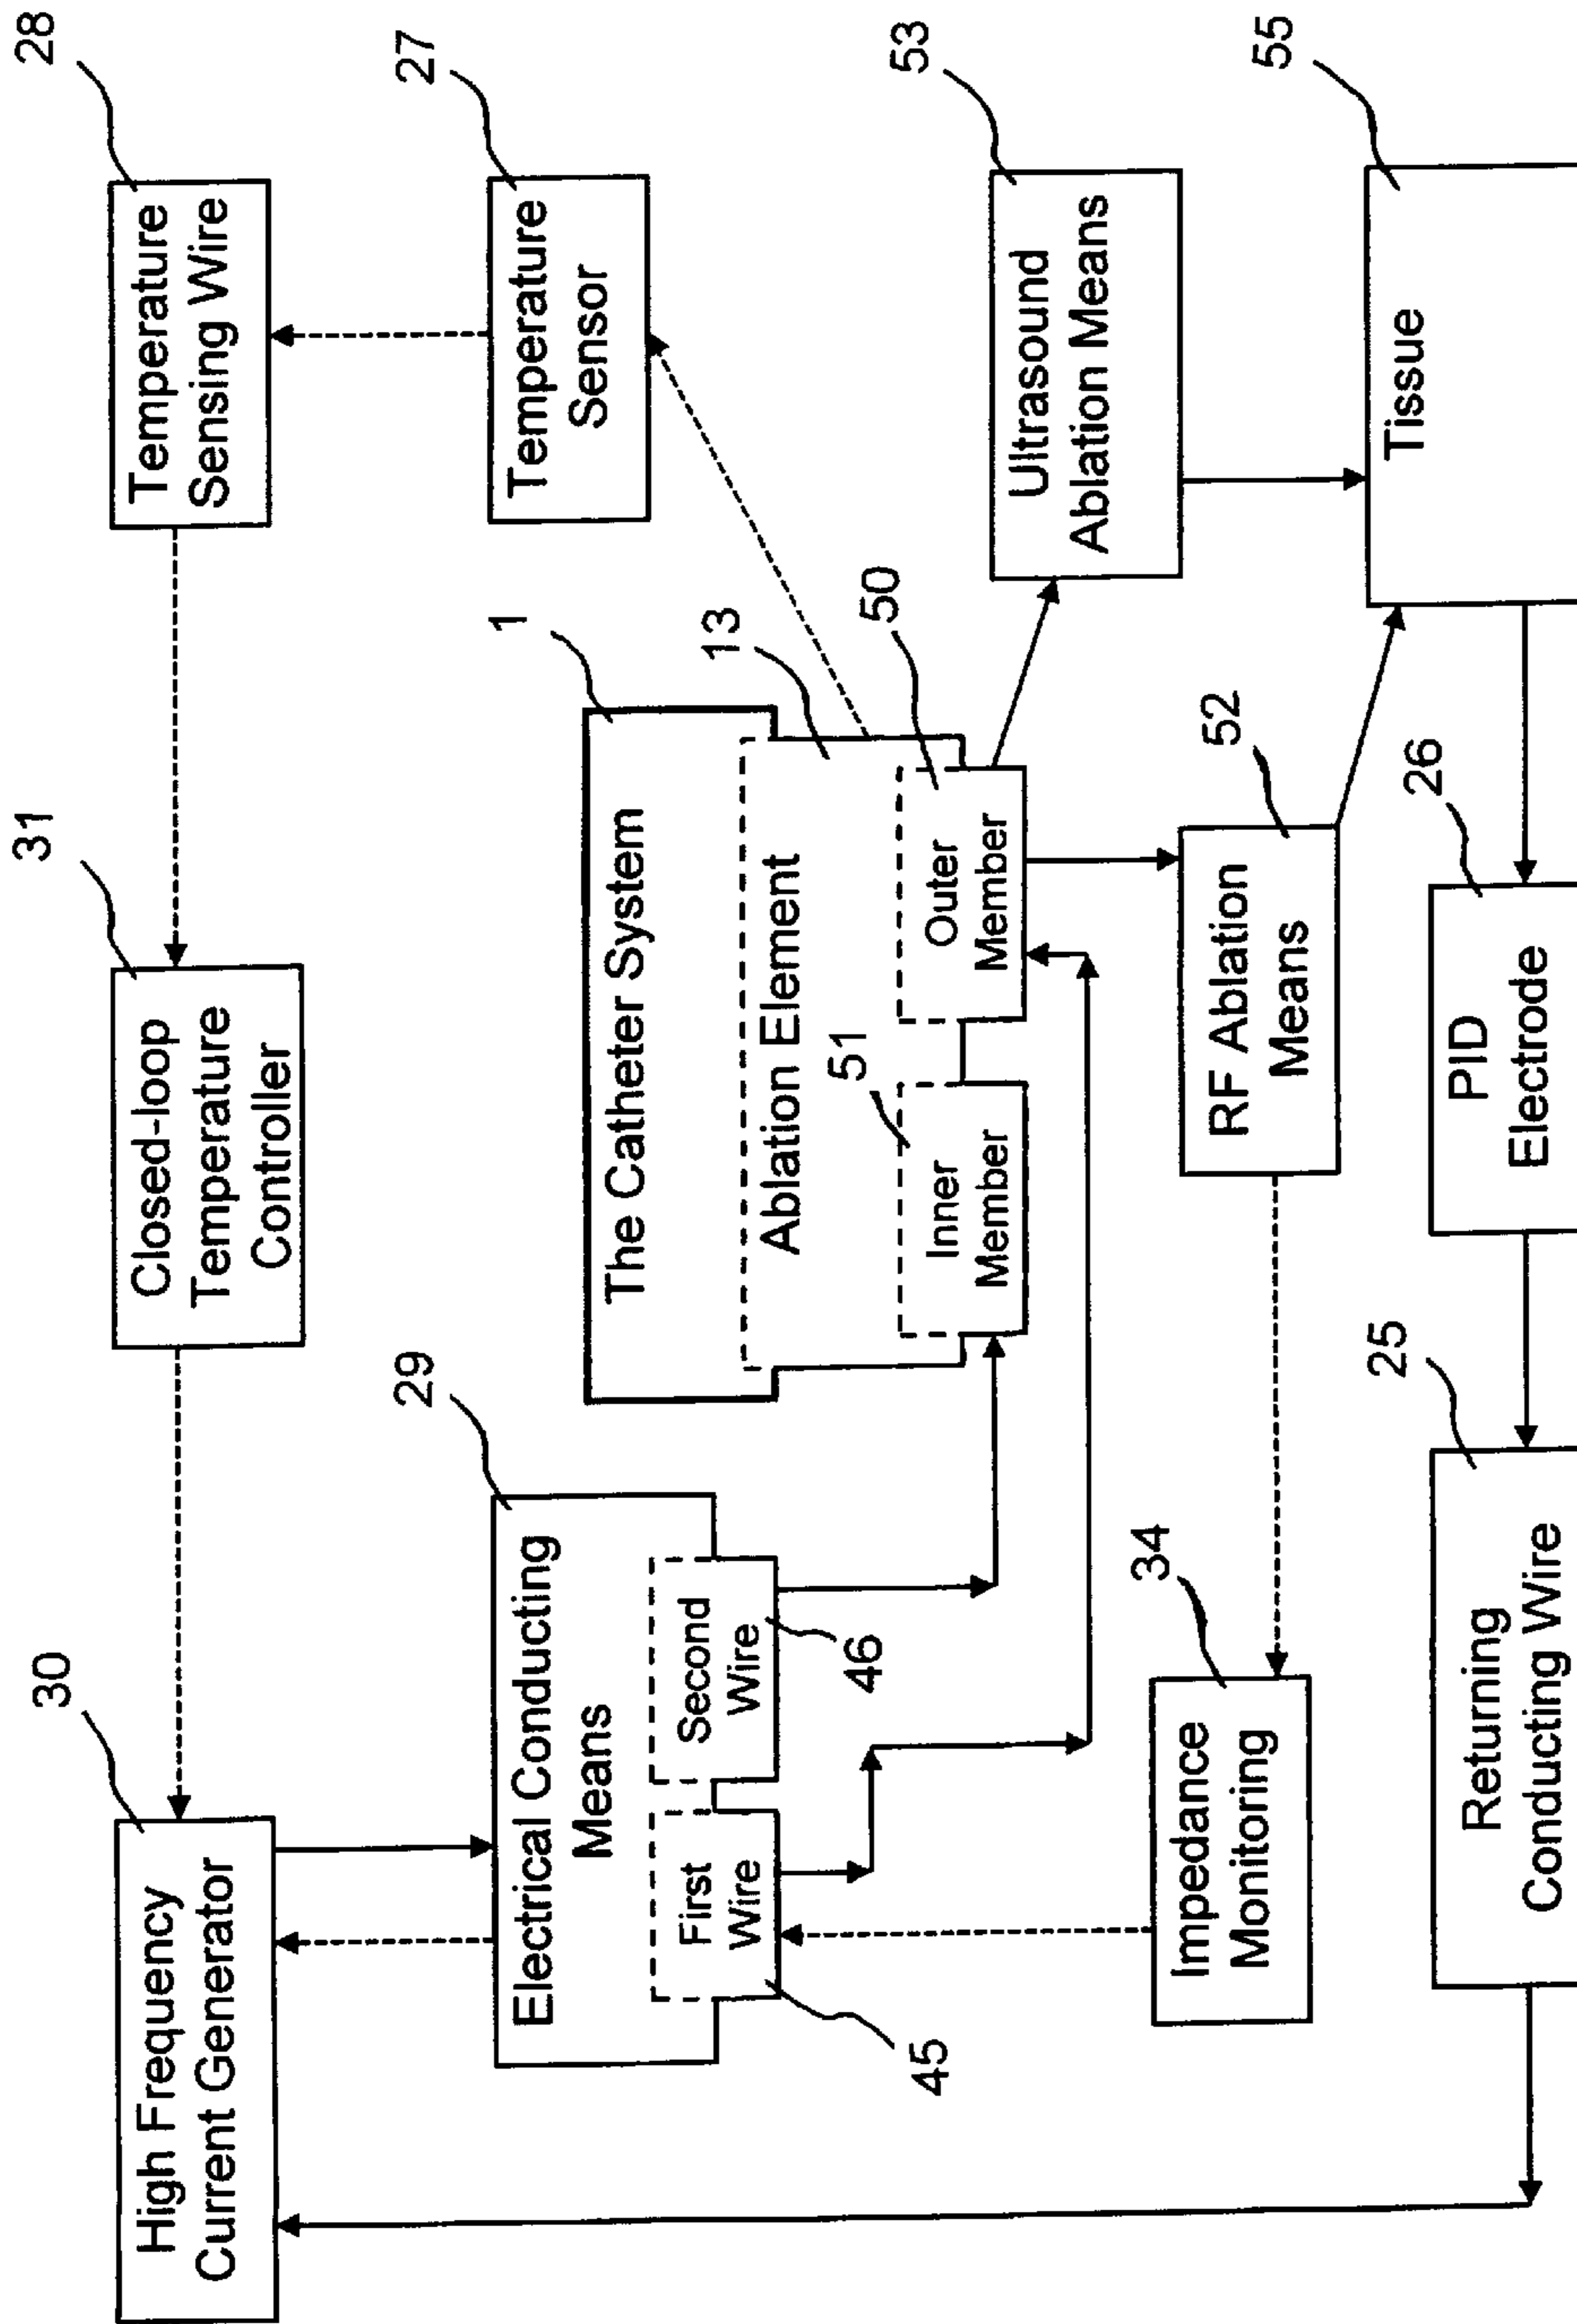 30
High Frequency
Current Generator
31
Closed-loop
Temperature
Controller
28
Temperature
Sensing Wire
29
Electrical Conducting
Means
First
Wire
Second
Wire
45
46
1
The Catheter System
13
Ablation Element
51
Inner
Member
50
Outer
Member
27
Temperature
Sensor
34
Impedance
Monitoring
52
RF Ablation
Means
53
Ultrasound
Ablation Means
25
Returning
Conducting Wire
26
PID
Electrode
55
Tissue